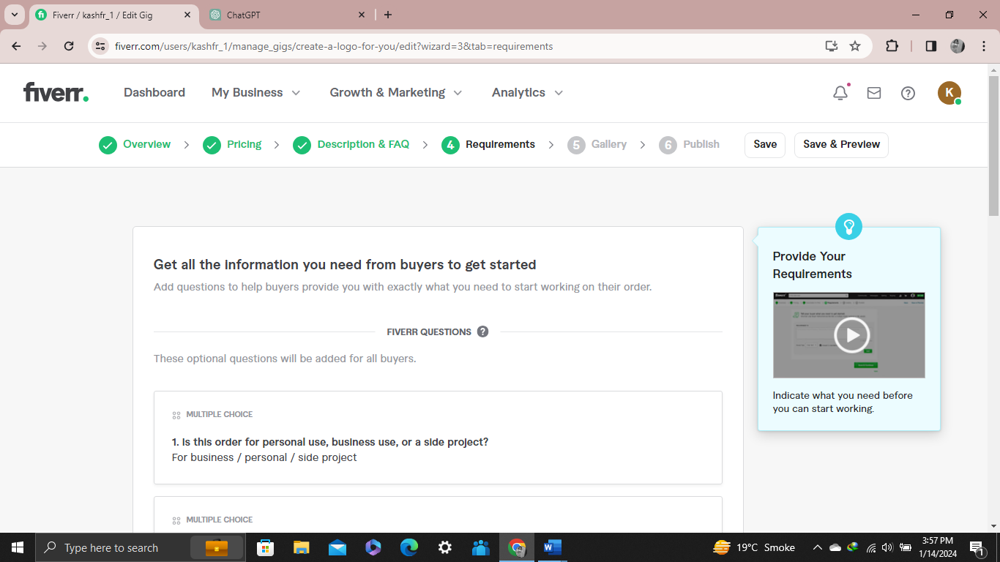 Fiverr / kashfr_1 / Edit Gig
ChatGPT
fiverr.com/users/kashfr_1/manage_gigs/create-a-logo-for-you/edit?wizard=3&tab=requirements
fiverr.
Dashboard
My Business
Growth & Marketing
Analytics
K
Overview
Pricing
Description & FAQ
4 Requirements
5 Gallery
6 Publish
Save
Save & Preview
Get all the information you need from buyers to get started
Add questions to help buyers provide you with exactly what you need to start working on their order.
FIVERR QUESTIONS ?
These optional questions will be added for all buyers.
MULTIPLE CHOICE
1. Is this order for personal use, business use, or a side project?
For business / personal / side project
MULTIPLE CHOICE
Provide Your
Requirements
Indicate what you need before
you can start working.
Type here to search
19°C Smoke
3:57 PM
1/14/2024
1